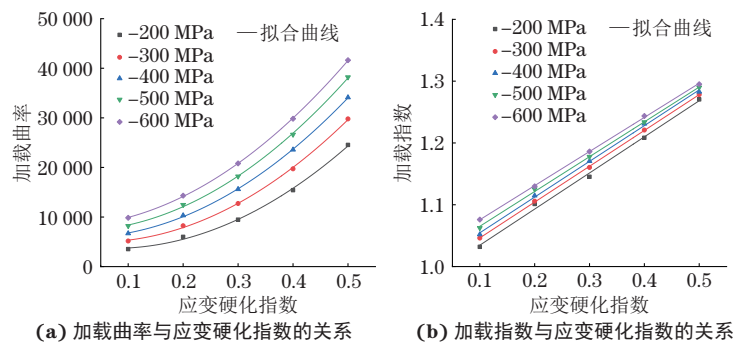 50 000
40 000
30 000
20 000
10 000
0
加载曲率
–200 MPa
–300 MPa
–400 MPa
–500 MPa
–600 MPa
拟合曲线
0.1 0.2 0.3 0.4 0.5
应变硬化指数
(a) 加载曲率与应变硬化指数的关系
1.4
1.3
1.2
1.1
1.0
加载指数
–200 MPa
–300 MPa
–400 MPa
–500 MPa
–600 MPa
拟合曲线
0.1 0.2 0.3 0.4 0.5
应变硬化指数
(b) 加载指数与应变硬化指数的关系